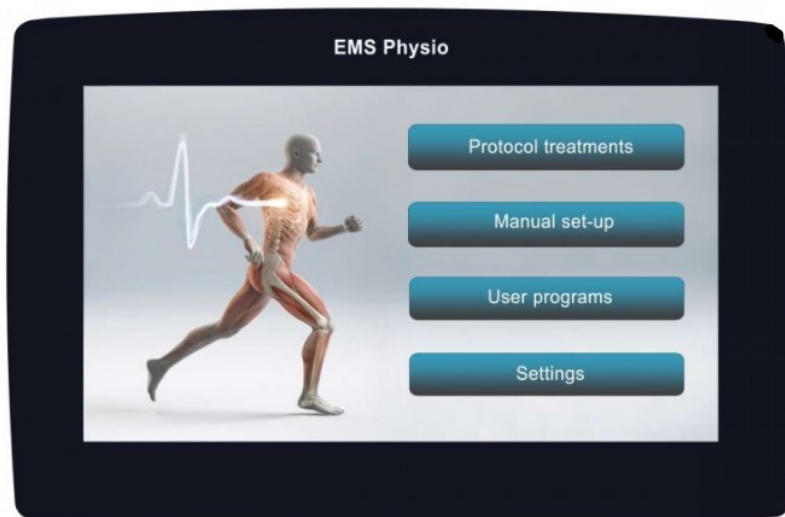 EMS Physio
Protocol treatments
Manual set-up
User programs
Settings